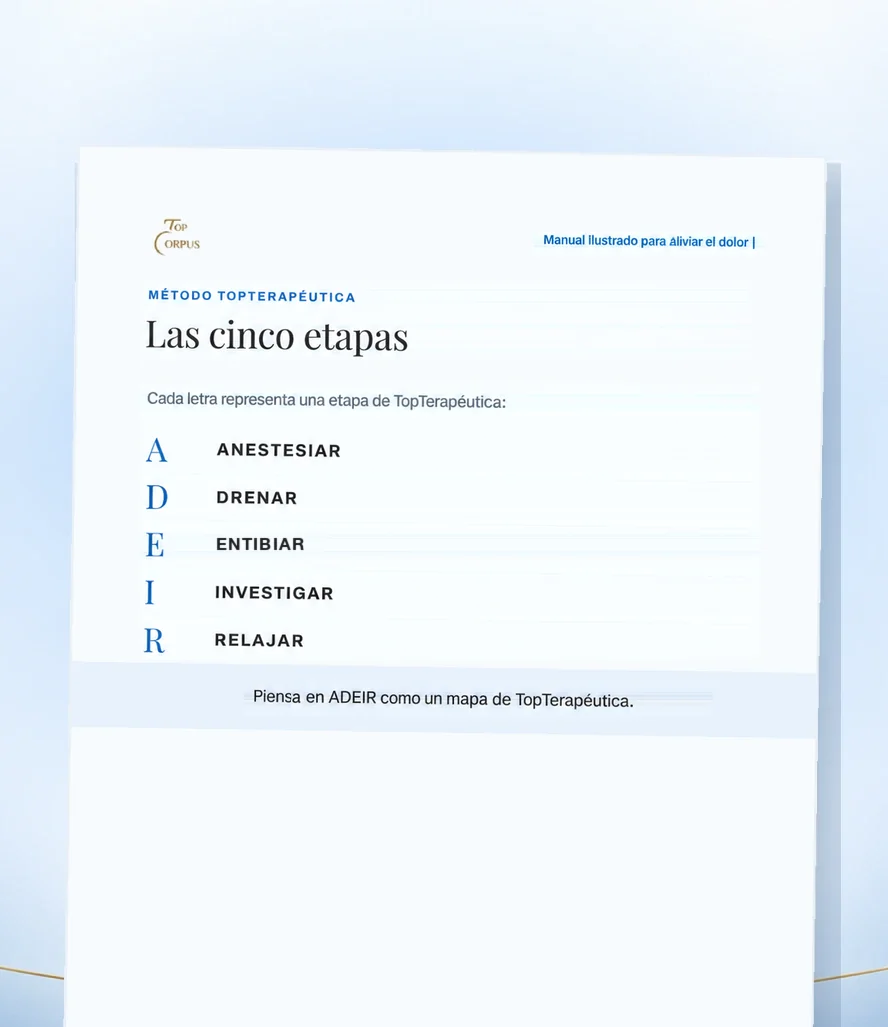 TOP
CORPUS
Manual Ilustrado para Aliviar el dolor |
MÉTODO TOPTERAPÉUTICA
Las cinco etapas
Cada letra representa una etapa de TopTerapéutica:
A ANESTESIAR
D DRENAR
E ENTIBIAR
I INVESTIGAR
R RELAJAR
Piensa en ADEIR como un mapa de TopTerapéutica.